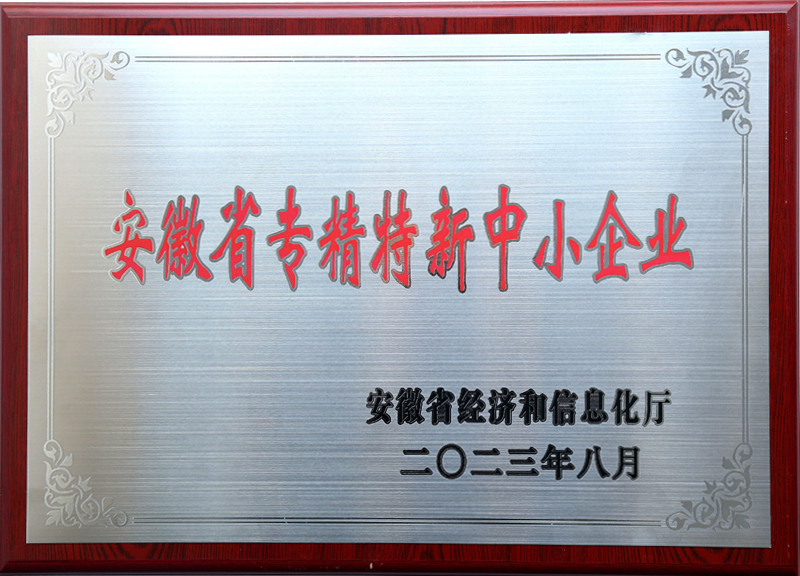 安徽省专精特新中小企业
安徽省经济和信息化厅
二〇二三年八月